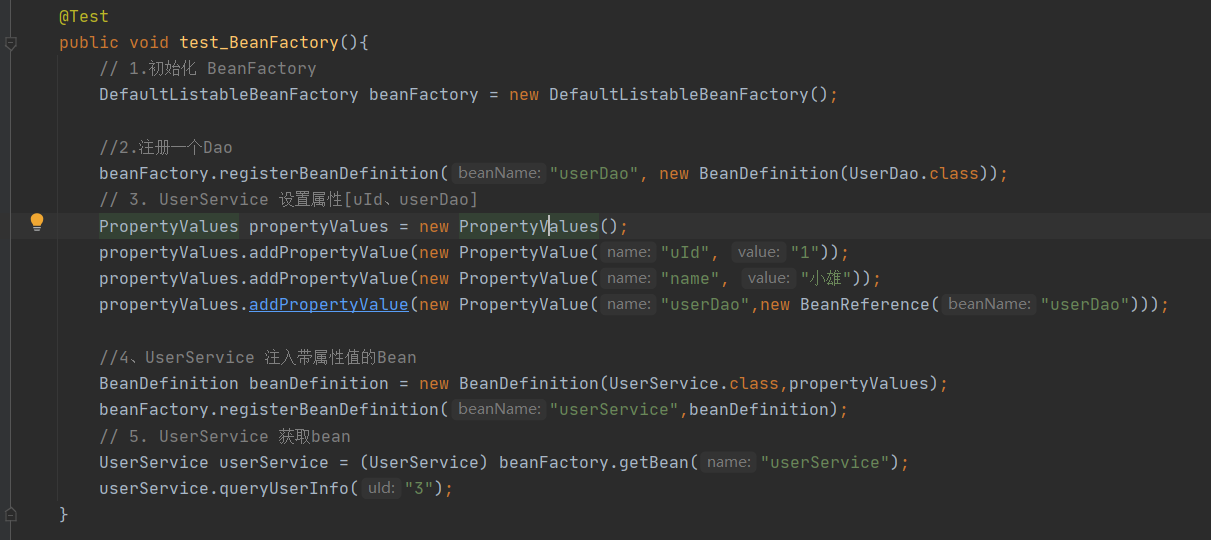 @Test
public void test_BeanFactory(){
// 1.初始化 BeanFactory
DefaultListableBeanFactory beanFactory = new DefaultListableBeanFactory();
//2.注册一个Dao
beanFactory.registerBeanDefinition( beanName: "userDao", new BeanDefinition(UserDao.class));
// 3. UserService 设置属性[uId、userDao]
PropertyValues propertyValues = new PropertyValues();
propertyValues.addPropertyValue(new PropertyValue( name: "uId", value: "1"));
propertyValues.addPropertyValue(new PropertyValue( name: "name", value: "小雄"));
propertyValues.addPropertyValue(new PropertyValue( name: "userDao",new BeanReference( beanName: "userDao")));
//4、UserService 注入带属性值的Bean
BeanDefinition beanDefinition = new BeanDefinition(UserService.class,propertyValues);
beanFactory.registerBeanDefinition( beanName: "userService",beanDefinition);
// 5. UserService 获取bean
UserService userService = (UserService) beanFactory.getBean( name: "userService");
userService.queryUserInfo( uId: "3");
}